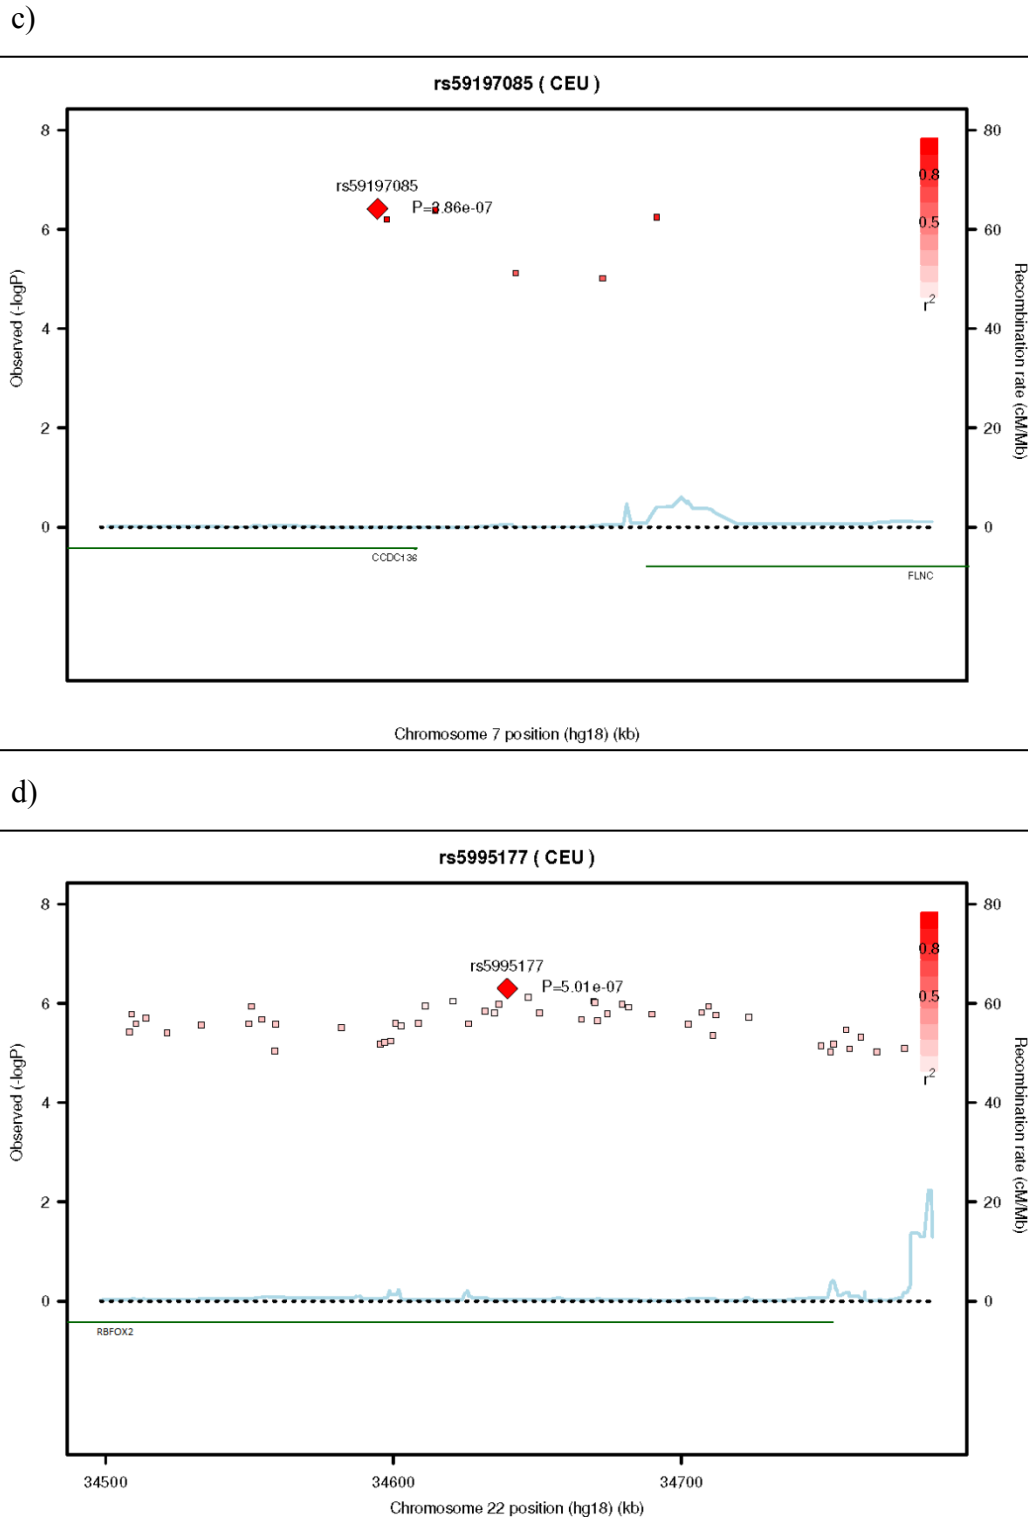 c)
rs59197085 ( CEU )
8
80
0.8
rs59197085
0.5
6
60
r2
4
40
Observed (-logP)
Recombination rate (cM/Mb)
2
20
0
0
CCDC136
FLNC
Chromosome 7 position (hg18) (kb)
d)
rs5995177 ( CEU )
8
80
0.8
rs5995177
P=5.01e-07
0.5
6
60
r2
4
40
Observed (-logP)
Recombination rate (cM/Mb)
2
20
0
0
RBFOX2
34500
34600
34700
Chromosome 22 position (hg18) (kb)